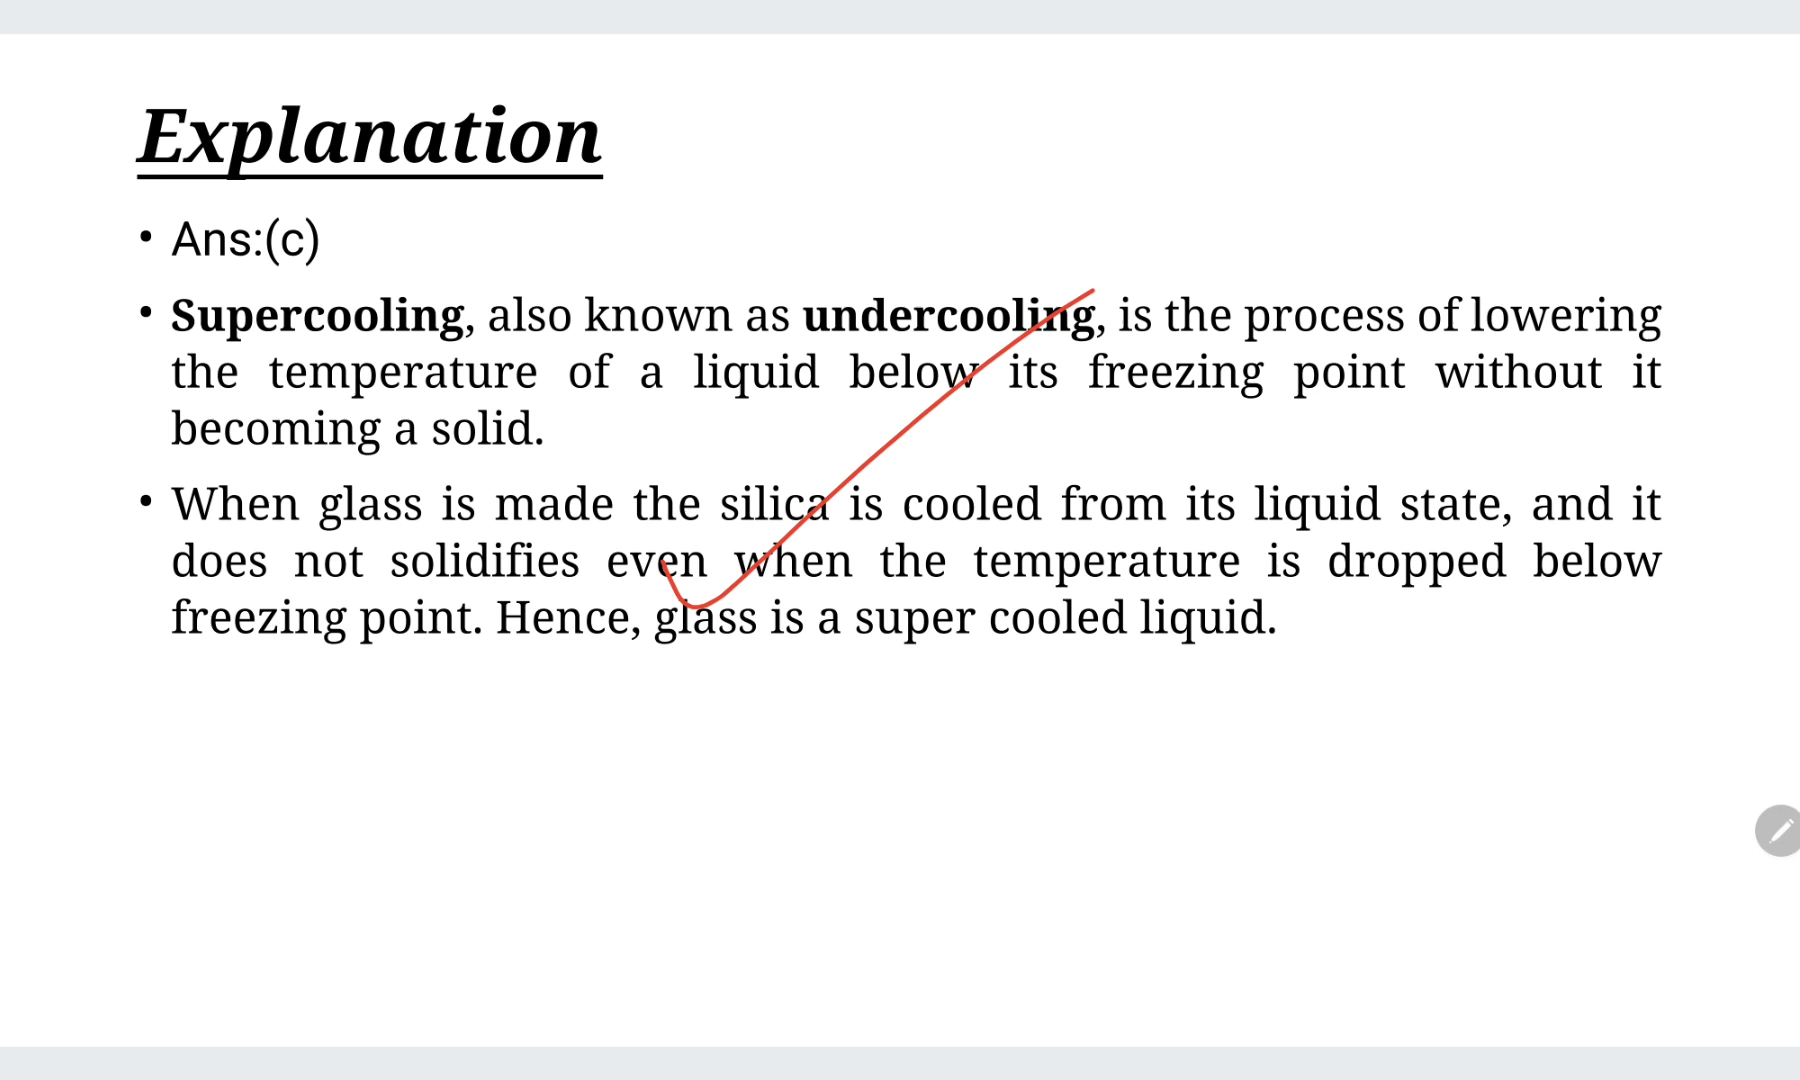 Explanation
• Ans:(c)
• Supercooling, also known as undercooling, is the process of lowering
the temperature of a liquid below its freezing point without it
becoming a solid.
• When glass is made the silica is cooled from its liquid state, and it
does not solidifies even when the temperature is dropped below
freezing point. Hence, glass is a super cooled liquid.